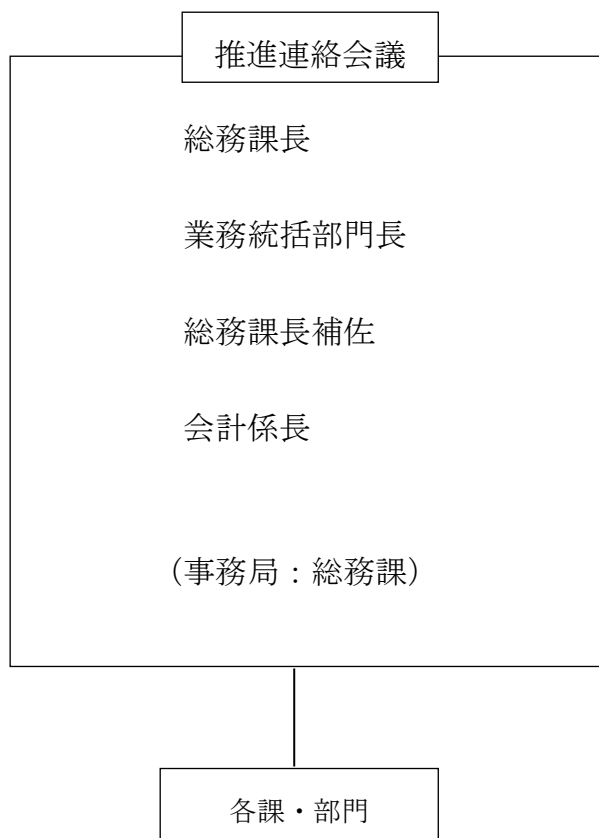 推進連絡会議
総務課長
業務統括部門長
総務課長補佐
会計係長
（事務局：総務課）
各課・部門